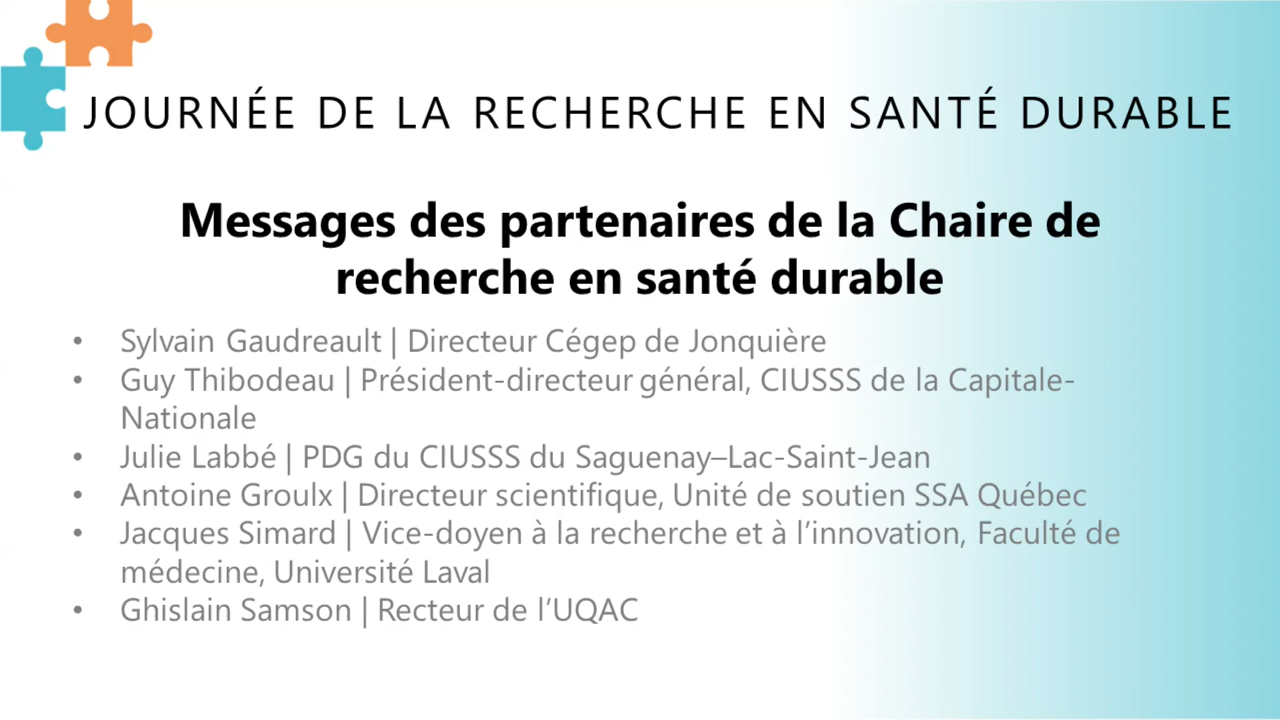 JOURNÉE DE LA RECHERCHE EN SANTÉ DURABLE
Messages des partenaires de la Chaire de
recherche en santé durable
• Sylvain Gaudreault | Directeur Cégep de Jonquière
• Guy Thibodeau | Président-directeur général, CIUSSS de la Capitale-
Nationale
• Julie Labbé | PDG du CIUSSS du Saguenay–Lac-Saint-Jean
• Antoine Groulx | Directeur scientifique, Unité de soutien SSA Québec
• Jacques Simard | Vice-doyen à la recherche et à l’innovation, Faculté de
médecine, Université Laval
• Ghislain Samson | Recteur de l’UQAC